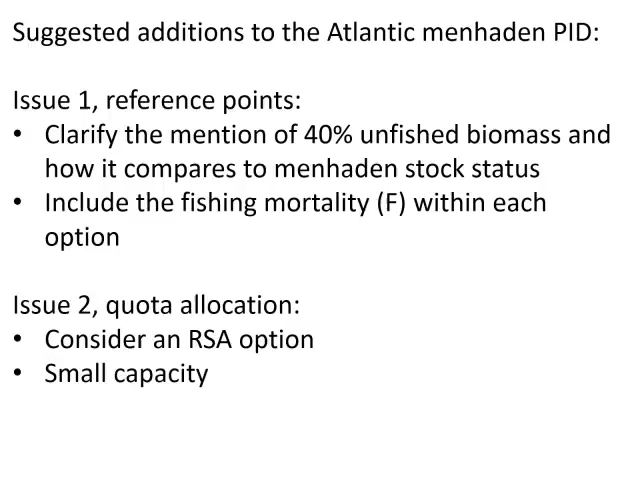 Suggested additions to the Atlantic menhaden PID:
Issue 1, reference points:
• Clarify the mention of 40% unfished biomass and
how it compares to menhaden stock status
• Include the fishing mortality (F) within each
option
Issue 2, quota allocation:
• Consider an RSA option
• Small capacity